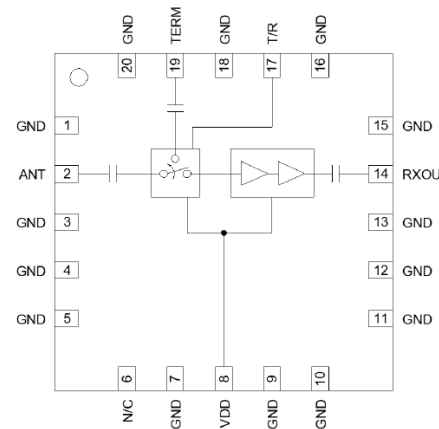 GND
TERM
GND
T/R
GND
20
19
18
17
16
GND 1
15 GND
ANT 2
14 RXOU
GND 3
13 GND
GND 4
12 GND
GND 5
11 GND
6
7
8
9
10
N/C
GND
VDD
GND
GND